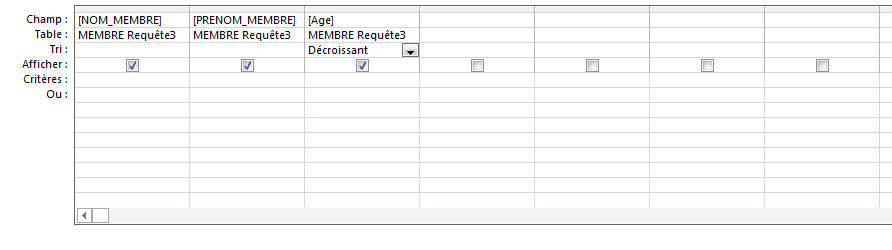 Champ : [NOM_MEMBRE] [PRENOM_MEMBRE] [Age]
Table : MEMBRE Requête3 MEMBRE Requête3 MEMBRE Requête3
Tri : Décroissant
Afficher :
Critères :
Ou :